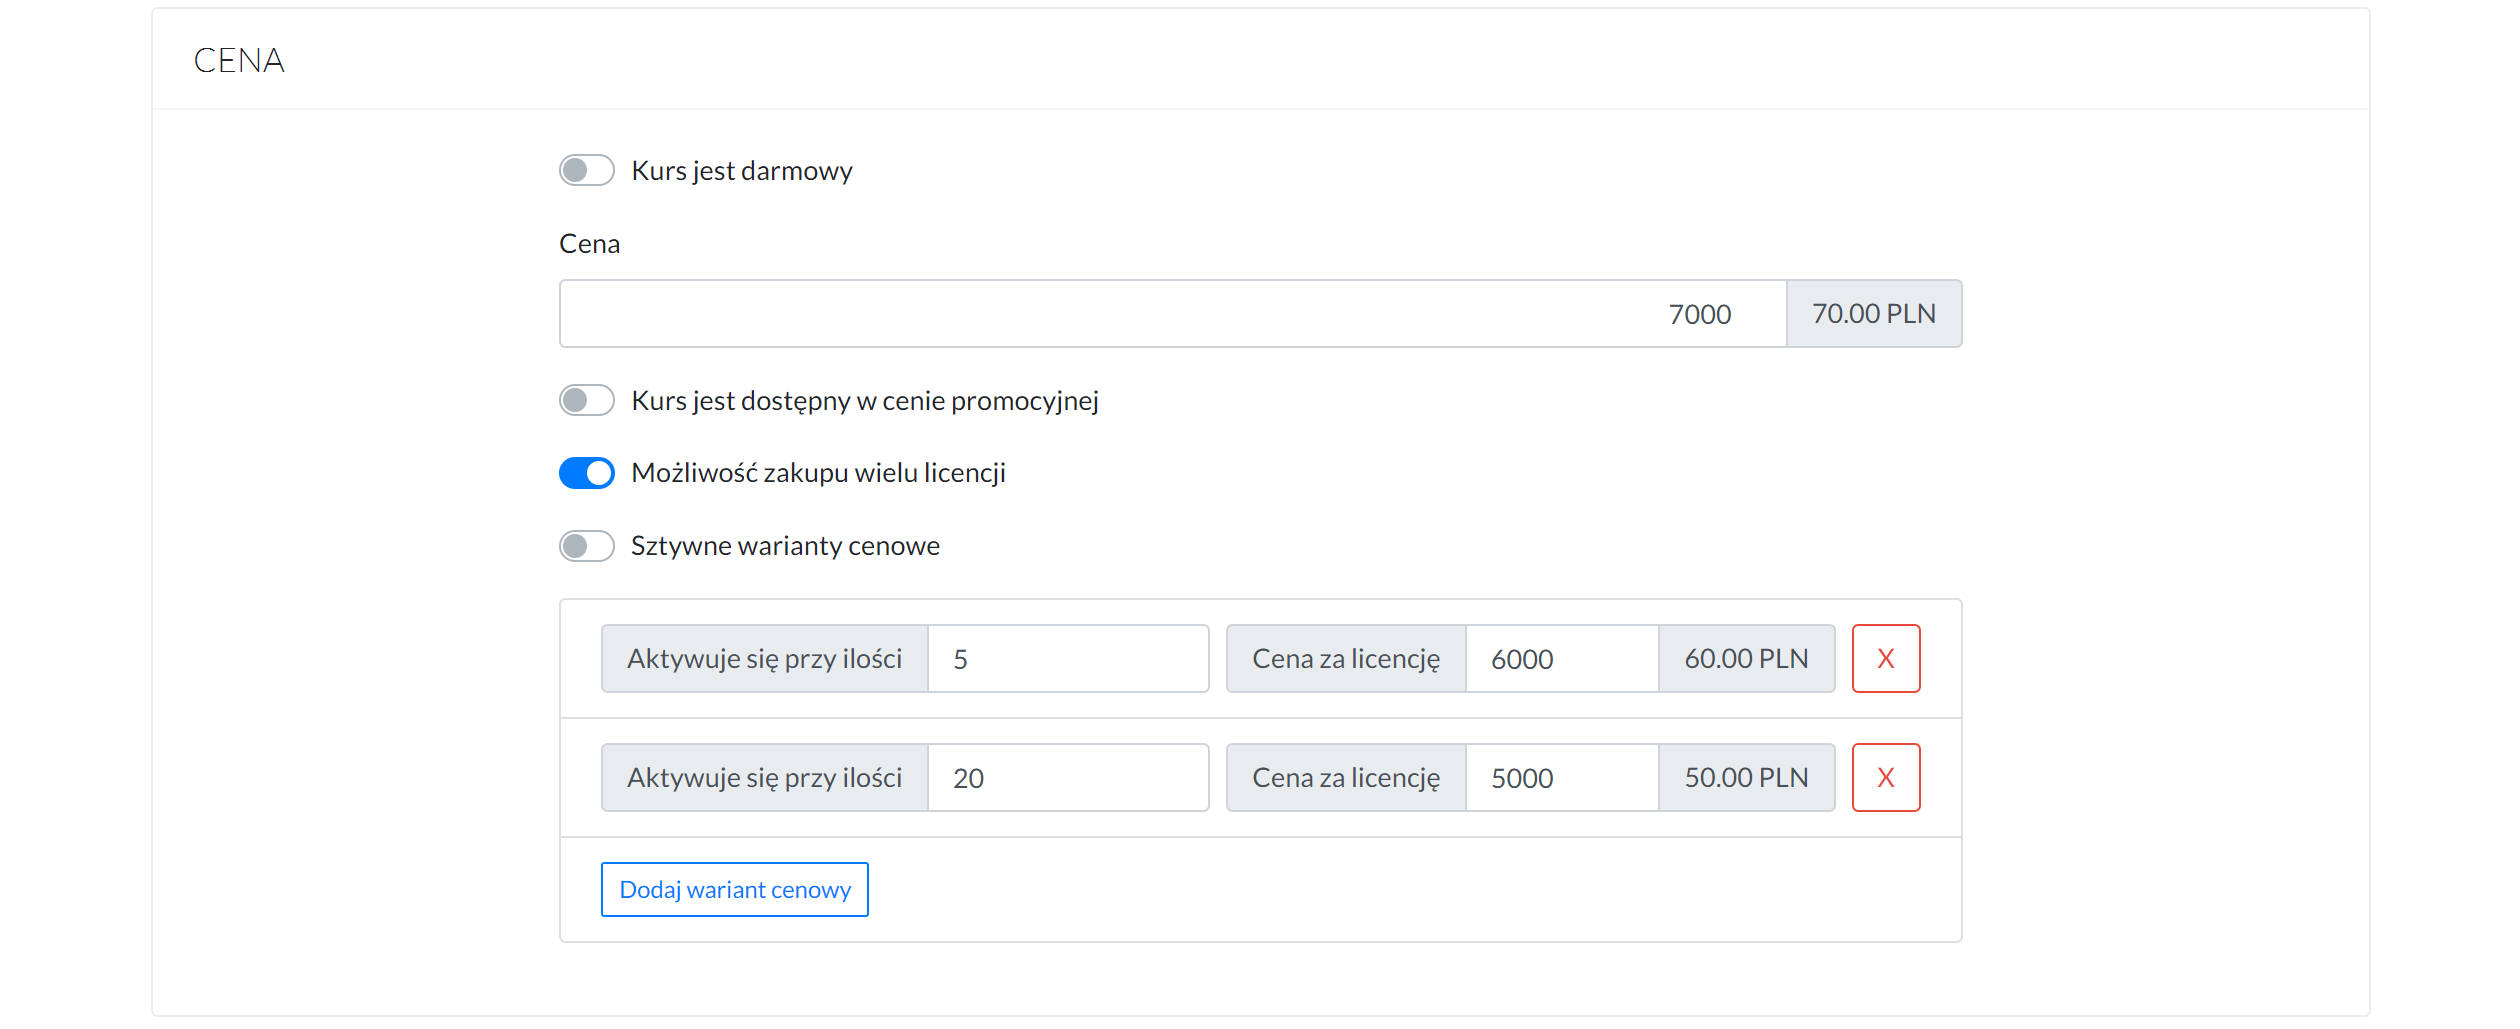 CENA
Kurs jest darmowy
Cena
7000 70.00 PLN
Kurs jest dostępny w cenie promocyjnej
Możliwość zakupu wielu licencji
Sztywne warianty cenowe
Aktywuje się przy ilości 5 Cena za licencję 6000 60.00 PLN X
Aktywuje się przy ilości 20 Cena za licencję 5000 50.00 PLN X
Dodaj wariant cenowy